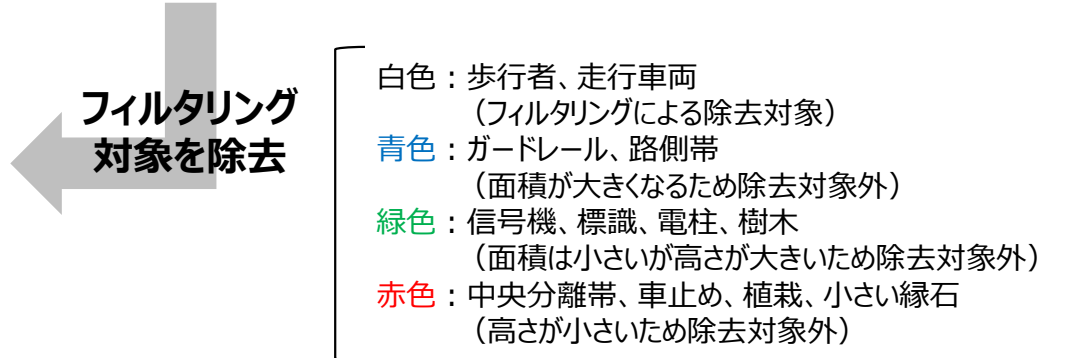 フィルタリング
対象を除去
白色：歩行者、走行車両
（フィルタリングによる除去対象）
青色：ガードレール、路側帯
（面積が大きくなるため除去対象外）
緑色：信号機、標識、電柱、樹木
（面積は小さいが高さが大きいため除去対象外）
赤色：中央分離帯、車止め、植栽、小さい縁石
（高さが小さいため除去対象外）